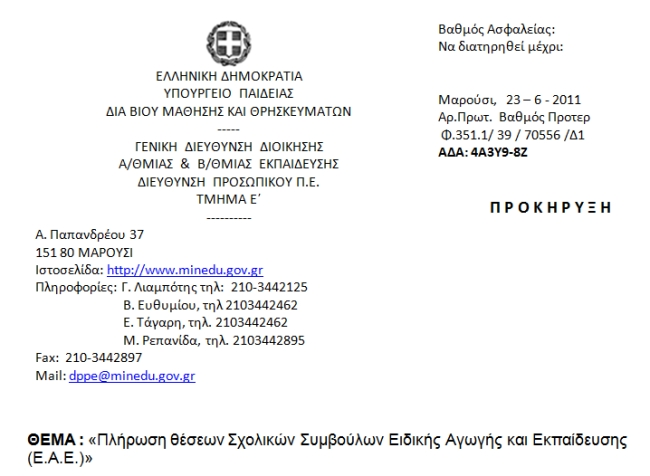 Βαθμός Ασφαλείας:
Να διατηρηθεί μέχρι:
ΕΛΛΗΝΙΚΗ ΔΗΜΟΚΡΑΤΙΑ
ΥΠΟΥΡΓΕΙΟ ΠΑΙΔΕΙΑΣ
ΔΙΑ ΒΙΟΥ ΜΑΘΗΣΗΣ ΚΑΙ ΘΡΗΣΚΕΥΜΑΤΩΝ
-----
ΓΕΝΙΚΗ ΔΙΕΥΘΥΝΣΗ ΔΙΟΙΚΗΣΗΣ
Α/ΘΜΙΑΣ & Β/ΘΜΙΑΣ ΕΚΠΑΙΔΕΥΣΗΣ
ΔΙΕΥΘΥΝΣΗ ΠΡΟΣΩΠΙΚΟΥ Π.Ε.
ΤΜΗΜΑ Ε΄
----------
Μαρούσι, 23 – 6 - 2011
Αρ.Πρωτ. Βαθμός Προτερ
Φ.351.1/ 39 / 70556 /Δ1
ΑΔΑ: 4Α3Υ9-8Ζ
Π Ρ Ο Κ Η Ρ Υ Ξ Η
Α. Παπανδρέου 37
151 80 ΜΑΡΟΥΣΙ
Ιστοσελίδα: http://www.minedu.gov.gr
Πληροφορίες: Γ. Λιαμπότης τηλ: 210-3442125
Β. Ευθυμίου, τηλ 2103442462
Ε. Τάγαρη, τηλ. 2103442462
Μ. Ρεπανίδα, τηλ. 2103442895
Fax: 210-3442897
Mail: dppe@minedu.gov.gr
ΘΕΜΑ : «Πλήρωση θέσεων Σχολικών Συμβούλων Ειδικής Αγωγής και Εκπαίδευσης
(Ε.Α.Ε.)»